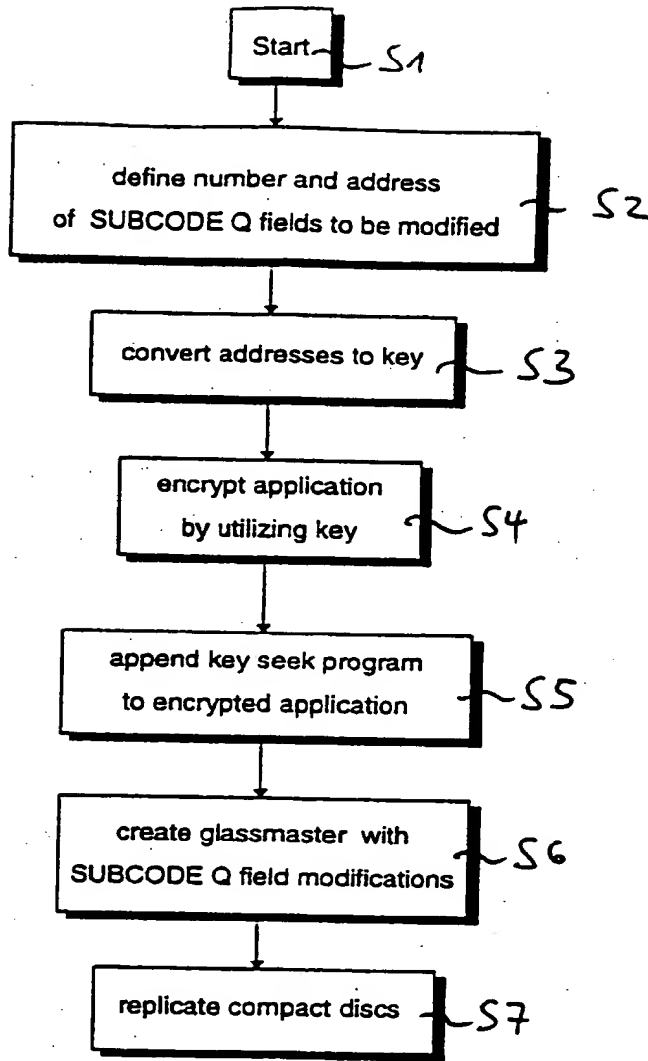 Start S1
define number and address
of SUBCODE Q fields to be modified S2
convert addresses to key S3
encrypt application
by utilizing key S4
append key seek program
to encrypted application S5
create glassmaster with
SUBCODE Q field modifications S6
replicate compact discs S7